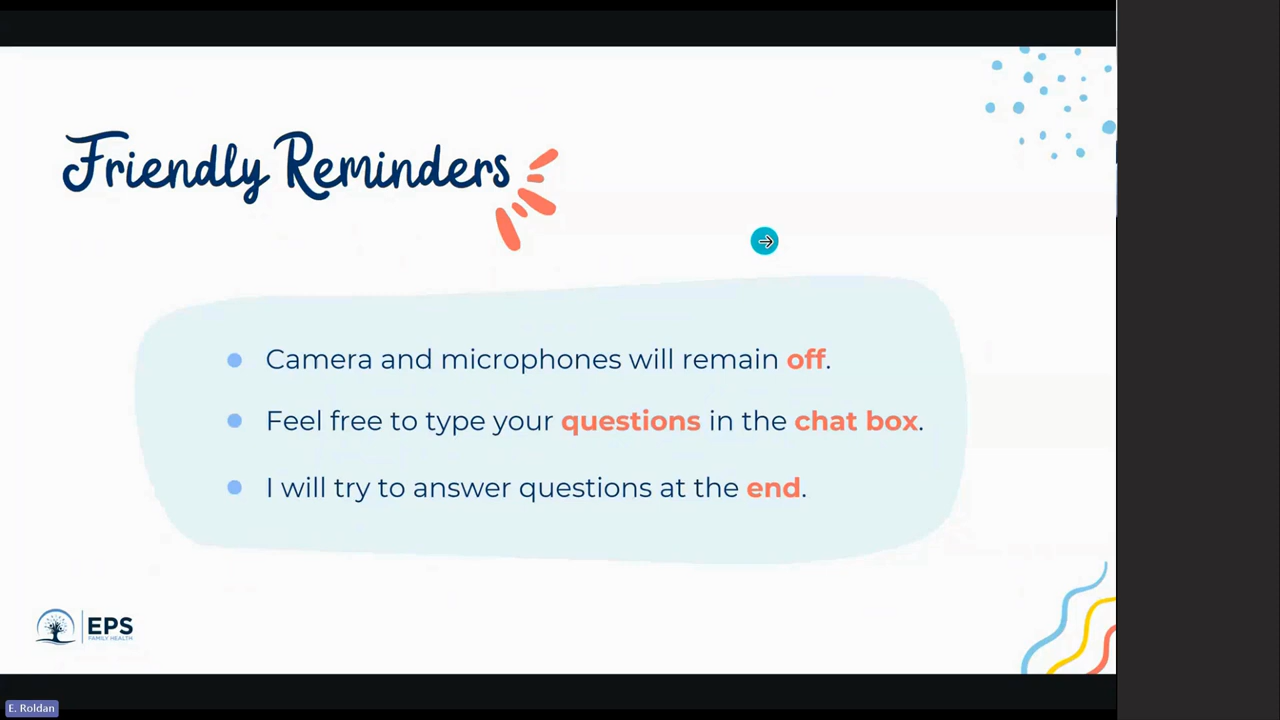 Friendly Reminders
Camera and microphones will remain off.
Feel free to type your questions in the chat box.
I will try to answer questions at the end.
EPS
FAMILY HEALTH
E. Roldan